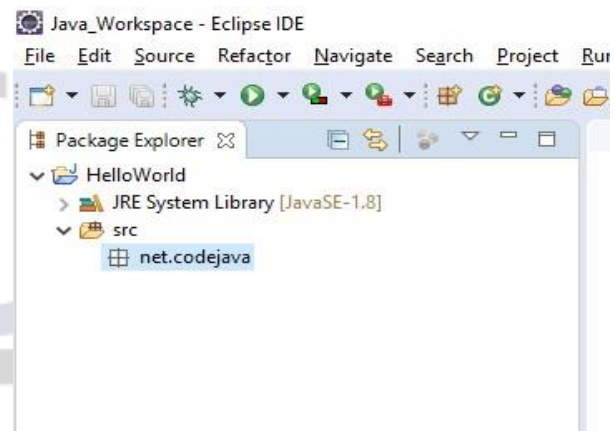 Java_Workspace - Eclipse IDE
File Edit Source Refactor Navigate Search Project
Package Explorer
HelloWorld
JRE System Library [JavaSE-1.8]
src
net.codejava